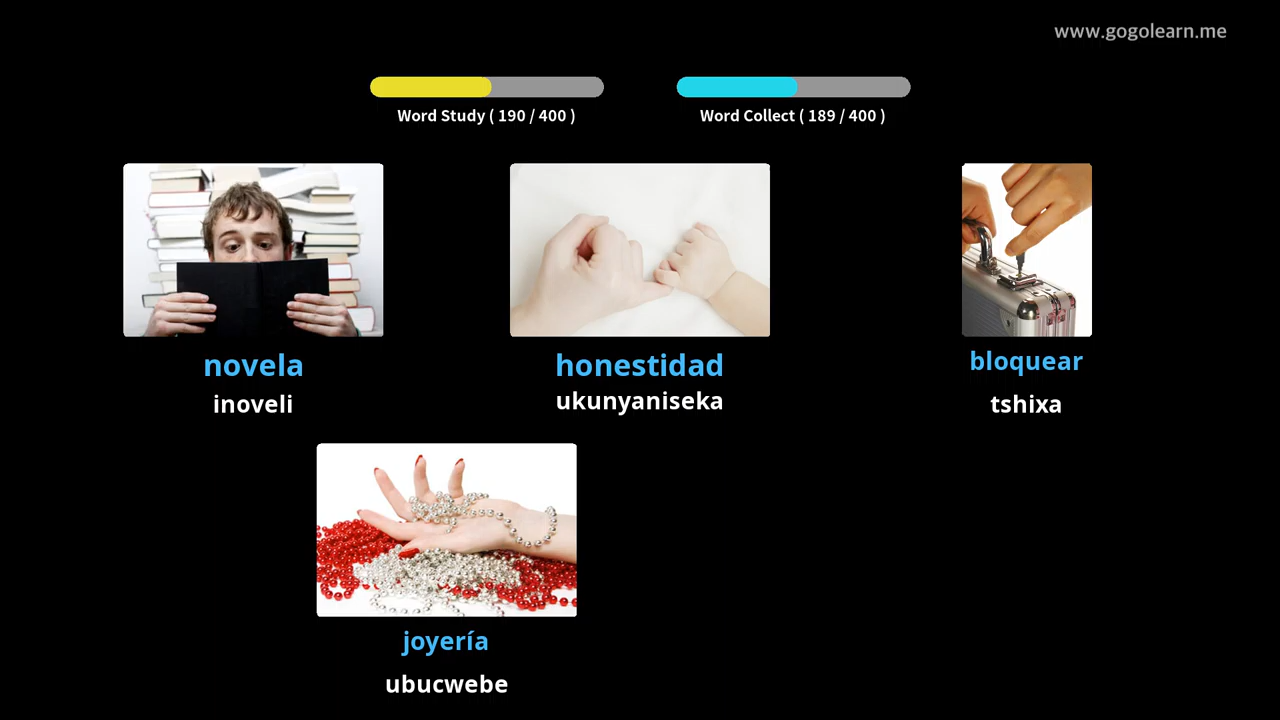 www.gogolearn.me
Word Study ( 190 / 400 )
Word Collect ( 189 / 400 )
novela
inoveli
honestidad
ukunyaniseka
bloquear
tshixa
joyería
ubucwebe